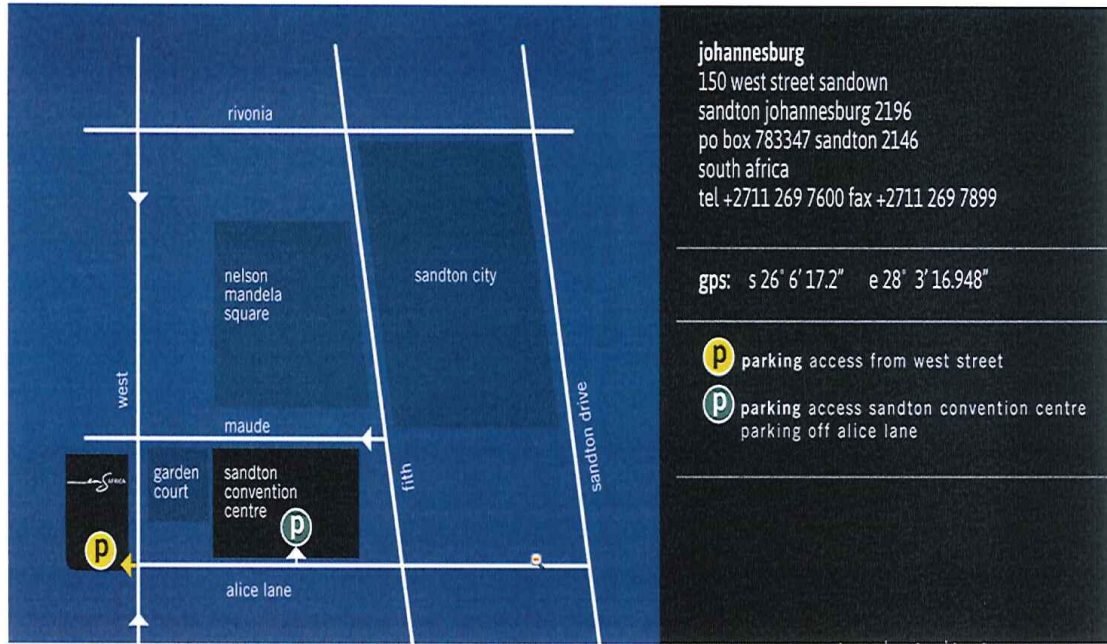 rivonia
nelson
mandela
square
sandton city
west
maude
fith
sandton drive
ens AFRICA
garden
court
sandton
convention
centre
p
p
alice lane
johannesburg
150 west street sandown
sandton johannesburg 2196
po box 783347 sandton 2146
south africa
tel +2711 269 7600 fax +2711 269 7899
gps: s 26° 6' 17.2" e 28° 3' 16.948"
p parking access from west street
p parking access sandton convention centre
parking off alice lane